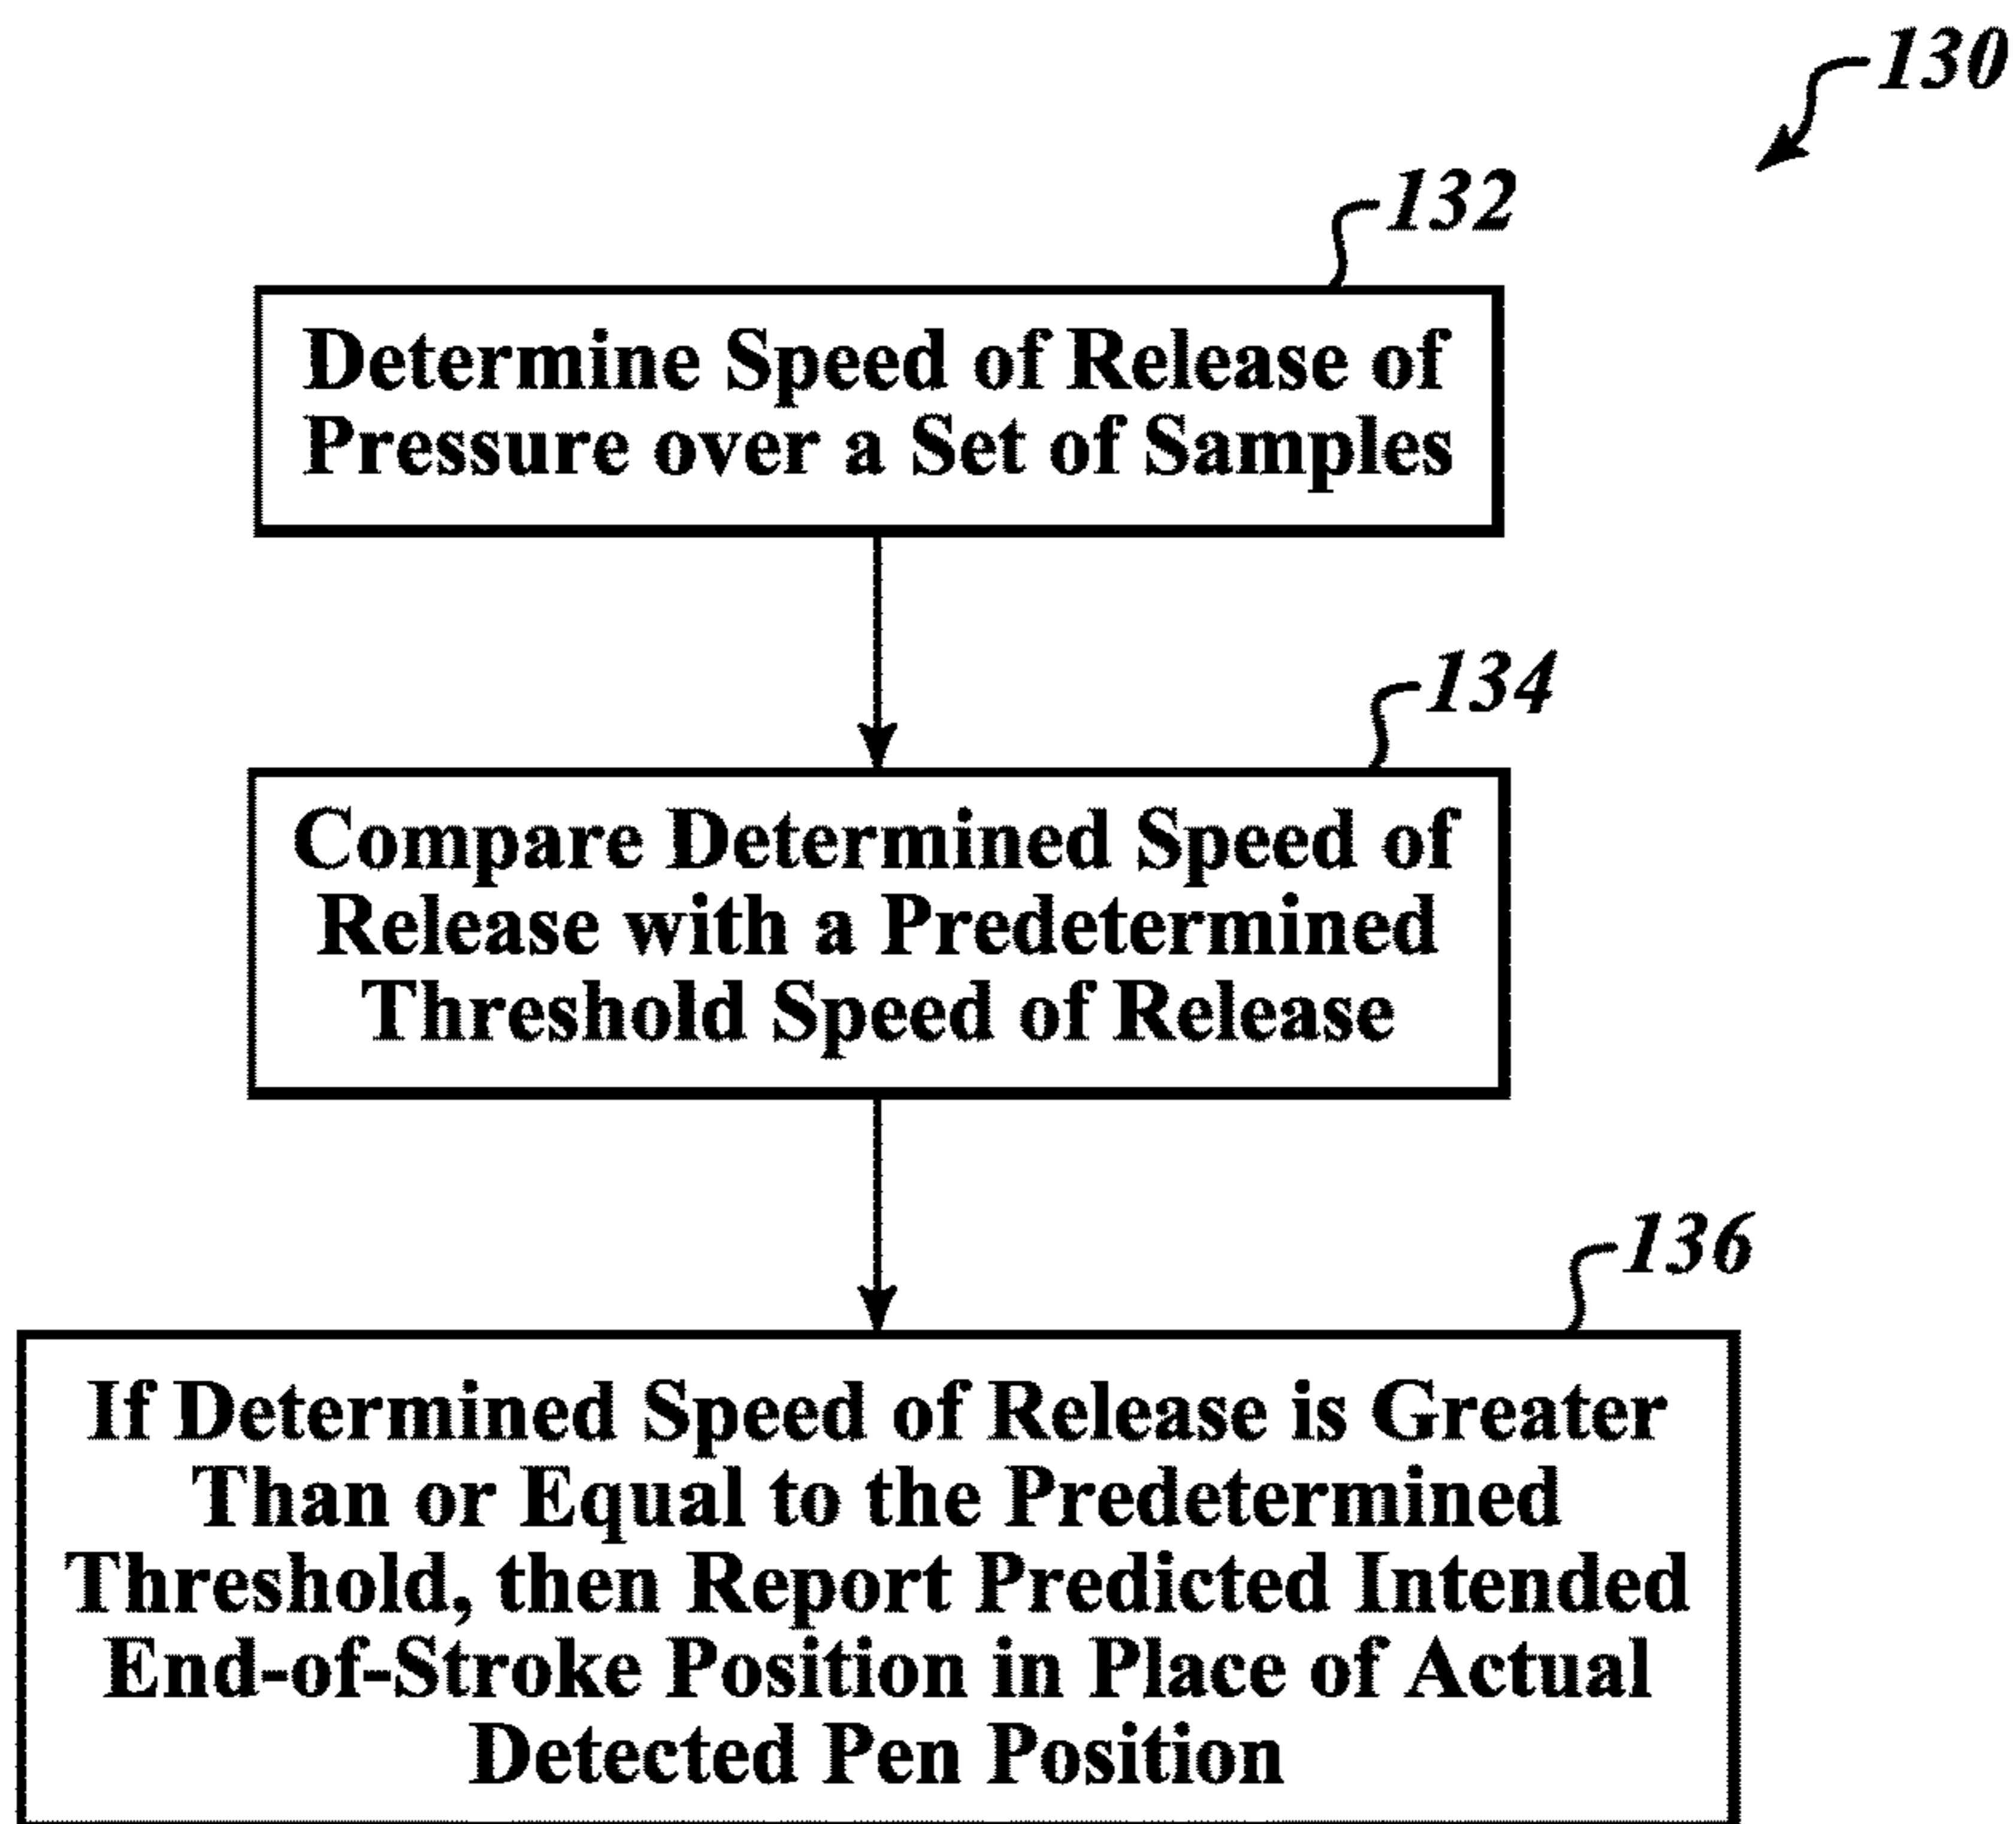 130
132
Determine Speed of Release of
Pressure over a Set of Samples
134
Compare Determined Speed of
Release with a Predetermined
Threshold Speed of Release
136
If Determined Speed of Release is Greater
Than or Equal to the Predetermined
Threshold, then Report Predicted Intended
End-of-Stroke Position in Place of Actual
Detected Pen Position